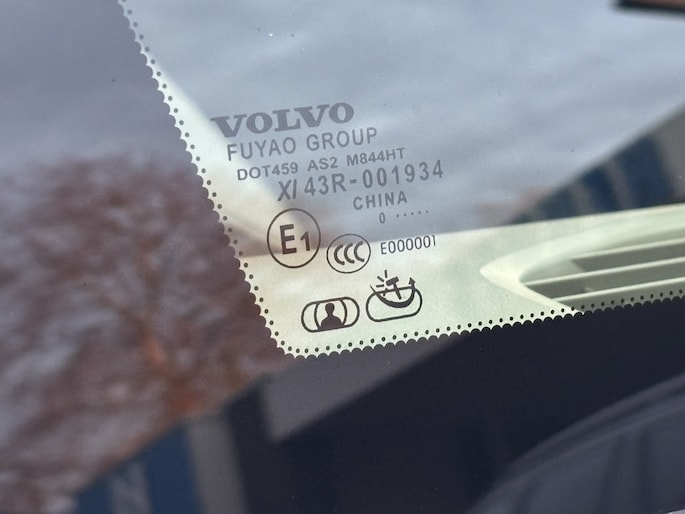 VOLVO
FUYAO GROUP
DOT459 AS2 M844HT
X/ 43R-001934
CHINA
0 ·····
E1 CCC E000001